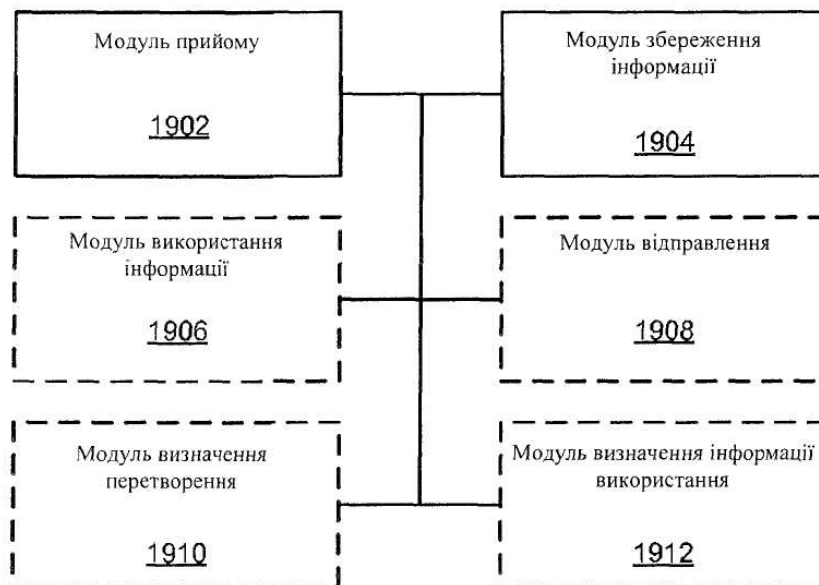 Модуль прийому
1902
Модуль збереження
інформації
1904
Модуль використання
інформації
1906
Модуль відправлення
1908
Модуль визначення
перетворення
1910
Модуль визначення інформації
використання
1912